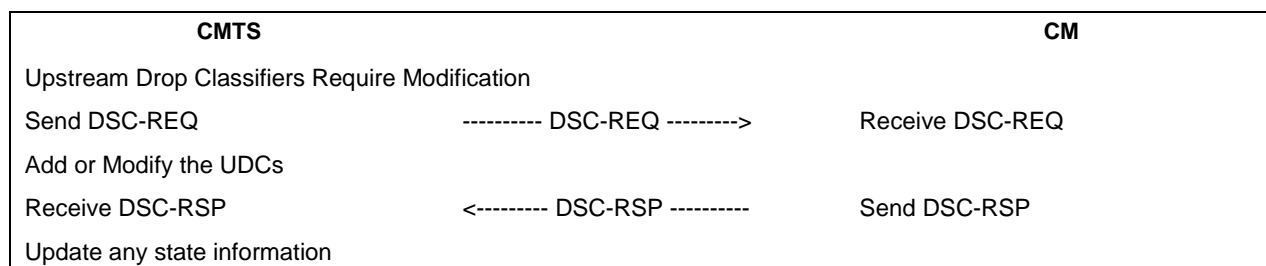 CMTS CM
Upstream Drop Classifiers Require Modification
Send DSC-REQ ---------- DSC-REQ ---------> Receive DSC-REQ
Add or Modify the UDCs
Receive DSC-RSP <--------- DSC-RSP ---------- Send DSC-RSP
Update any state information